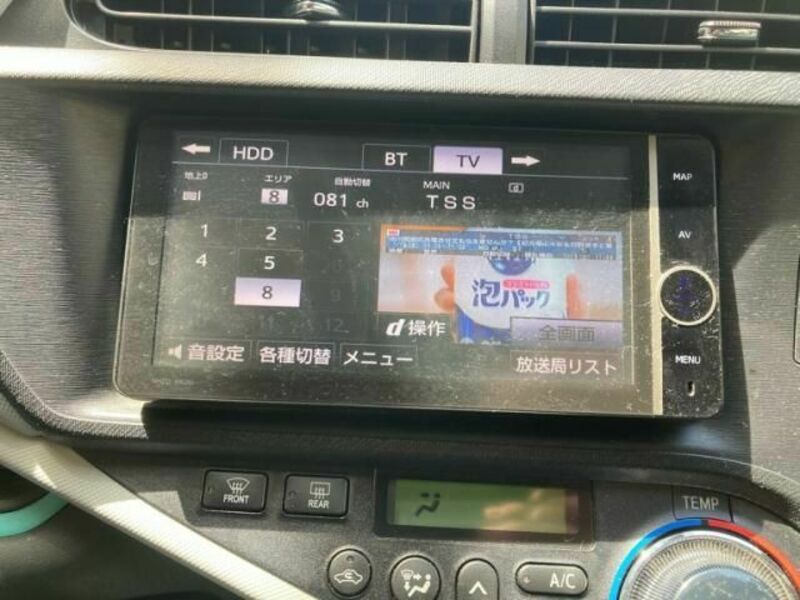 HDD
BT
TV
MAP
地上D
エリア
8
自動切替
081 ch
MAIN
TSS
d
1 2 3
4 5
8
12
AV
泡パック
d操作
全画面
音設定
各種切替
メニュー
放送局リスト
MENU
FRONT
REAR
TEMP
A/C